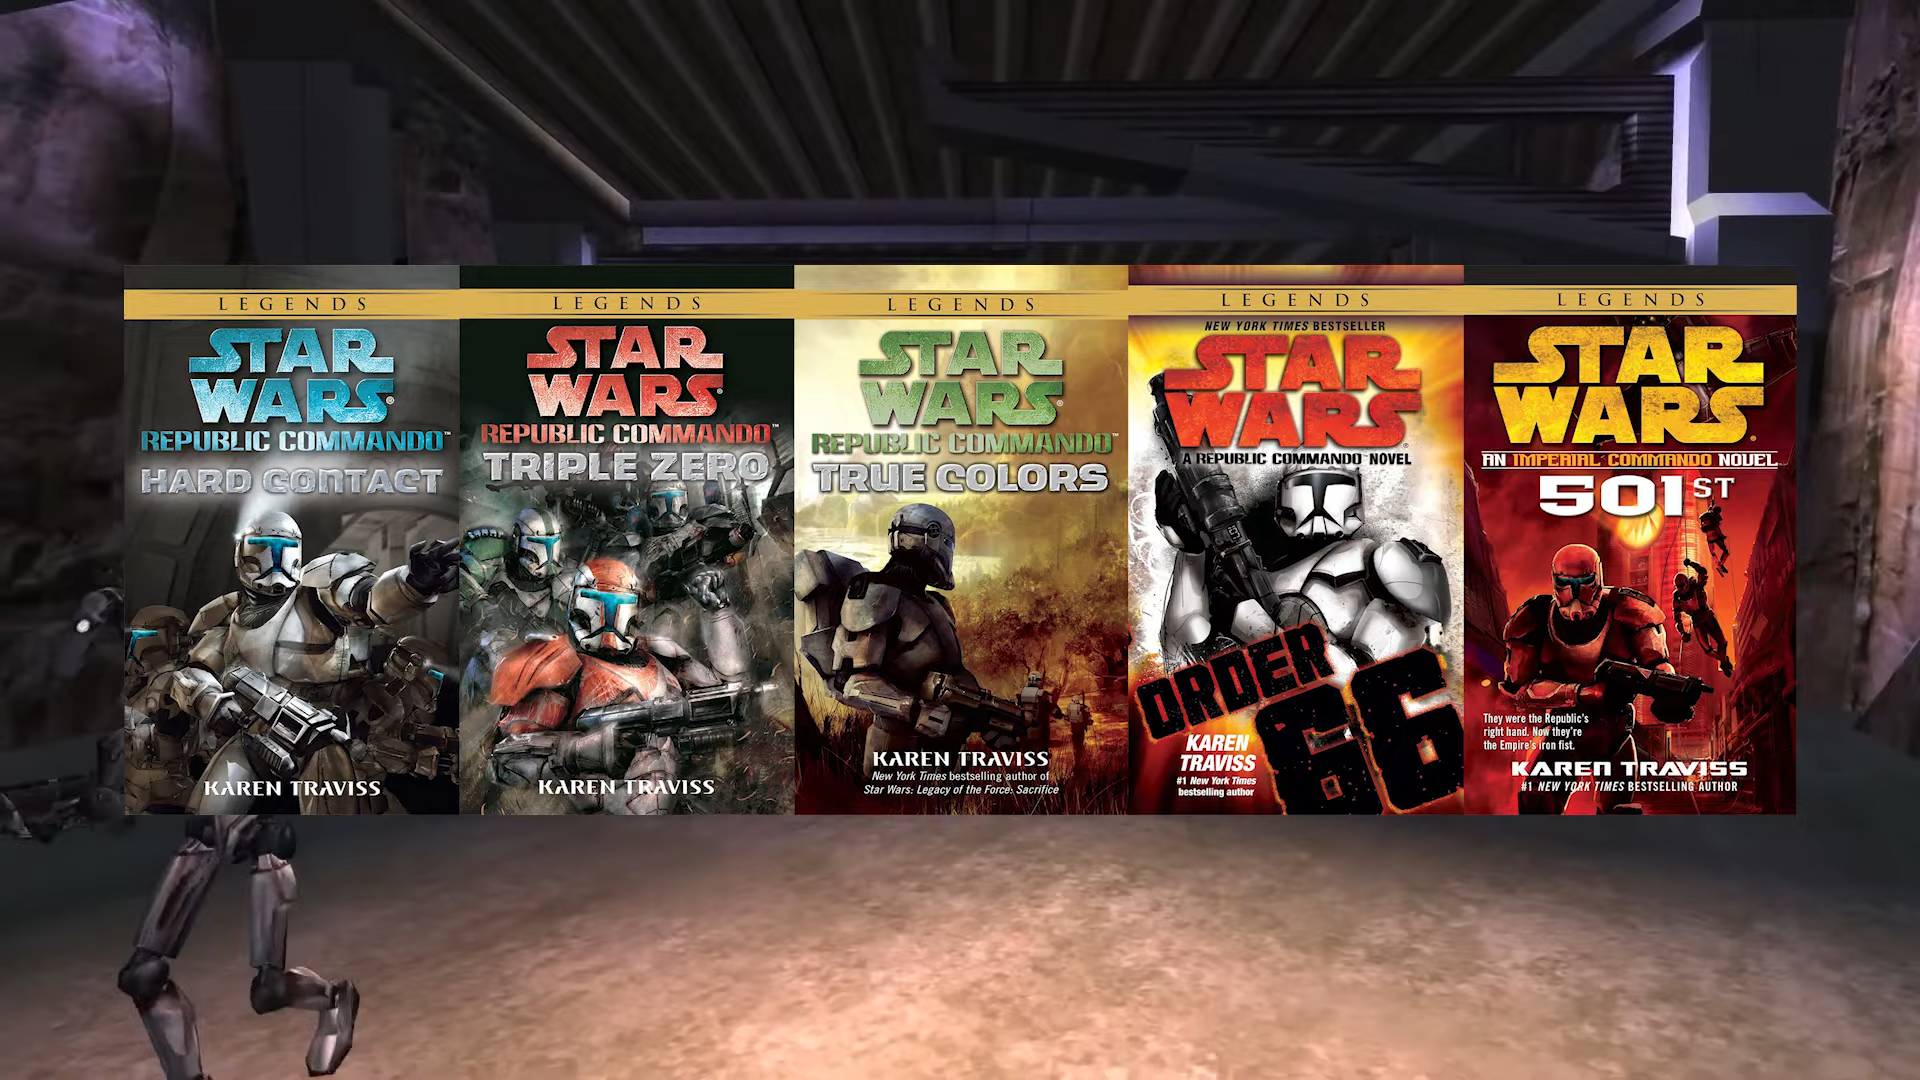 LEGENDS
STAR
WARS®
REPUBLIC COMMANDO™
HARD CONTACT
KAREN TRAVISS
LEGENDS
STAR
WARS®
REPUBLIC COMMANDO™
TRIPLE ZERO
KAREN TRAVISS
LEGENDS
STAR
WARS®
REPUBLIC COMMANDO™
TRUE COLORS
KAREN TRAVISS
New York Times bestselling author of
Star Wars: Legacy of the Force: Sacrifice
LEGENDS
NEW YORK TIMES BESTSELLER
STAR
WARS®
A REPUBLIC COMMANDO™ NOVEL
ORDER
66
KAREN
TRAVISS
#1 New York Times
bestselling author
LEGENDS
STAR
WARS®
AN IMPERIAL COMMANDO NOVEL
501ST
They were the Republic's
right hand. Now they're
the Empire's iron fist.
KAREN TRAVISS
#1 NEW YORK TIMES BESTSELLING AUTHOR